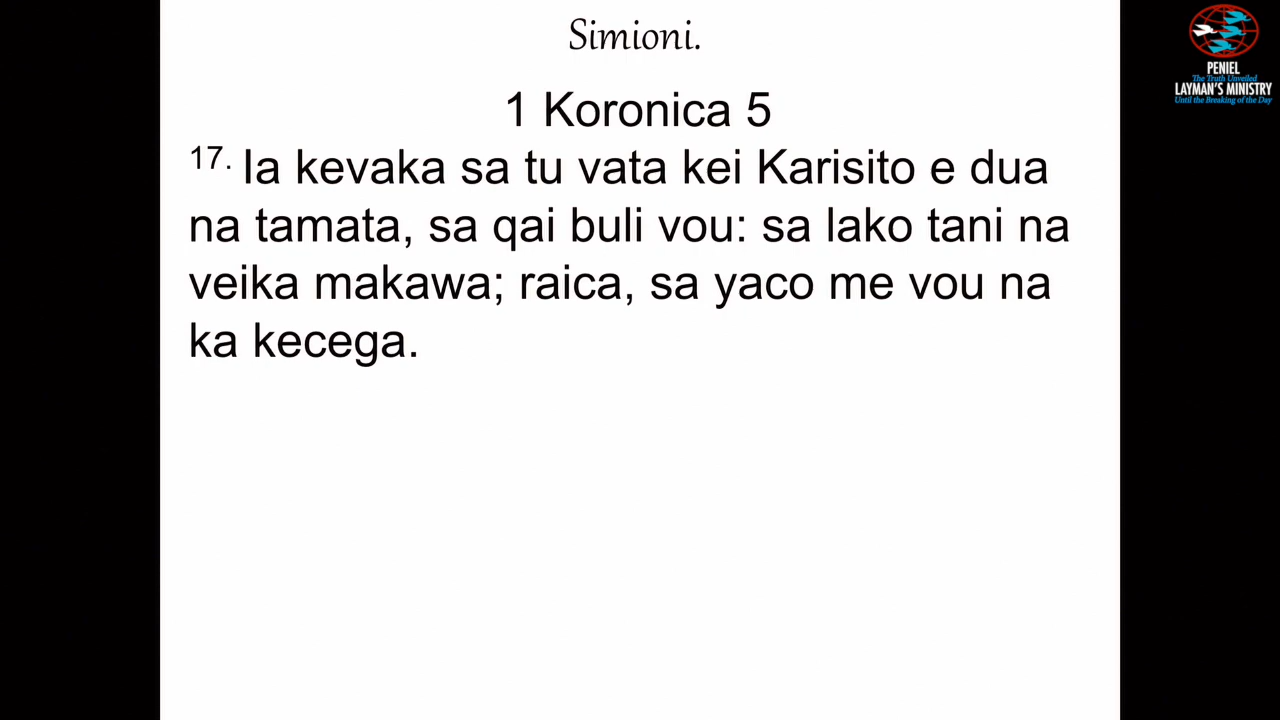 Simioni.
1 Koronica 5
17. Ia kevaka sa tu vata kei Karisito e dua
na tamata, sa qai buli vou: sa lako tani na
veika makawa; raica, sa yaco me vou na
ka kecega.
PENIEL
The Truth Unveiled
LAYMAN'S MINISTRY
Until the Breaking of the Day